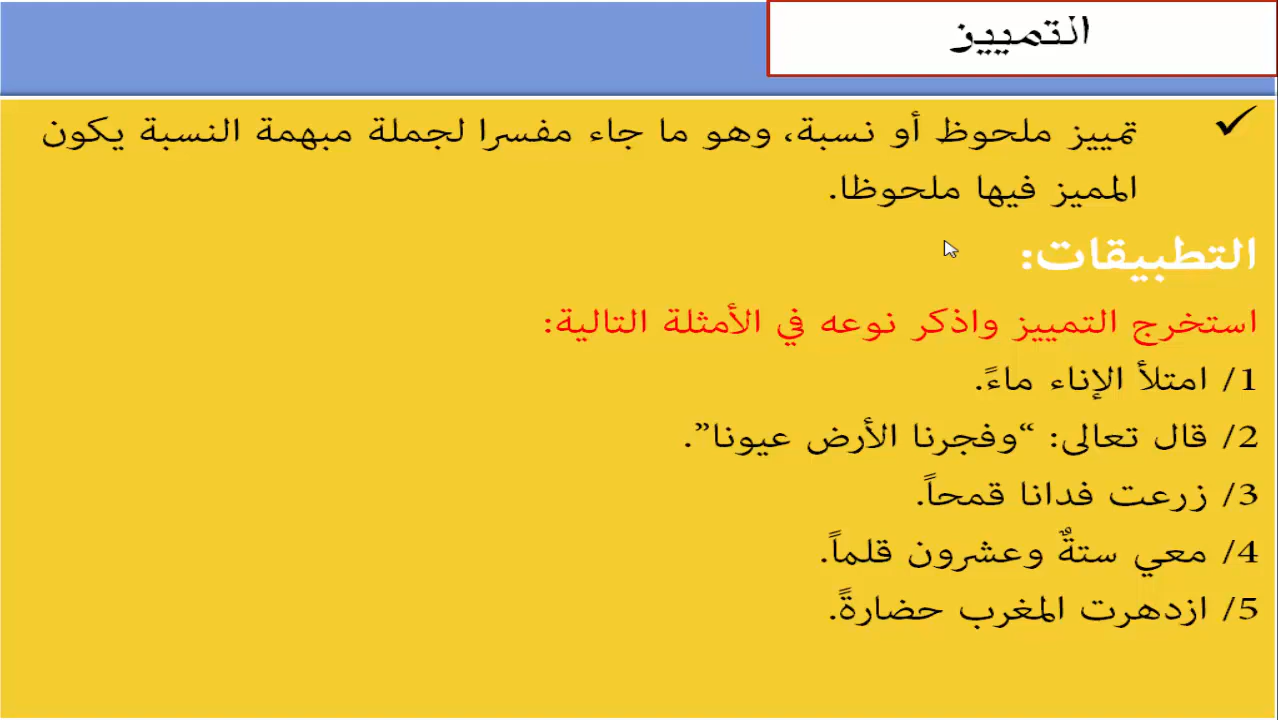 التمييز
✓ تمييز ملحوظ أو نسبة، وهو ما جاء مفسرا لجملة مبهمة النسبة يكون
المميز فيها ملحوظا.
التطبيقات:
استخرج التمييز واذكر نوعه في الأمثلة التالية:
1/ امتلأ الإناء ماءً.
2/ قال تعالى: “وفجرنا الأرض عيونا”.
3/ زرعت فدانا قمحاً.
4/ معي ستةٌ وعشرون قلماً.
5/ ازدهرت المغرب حضارةً.